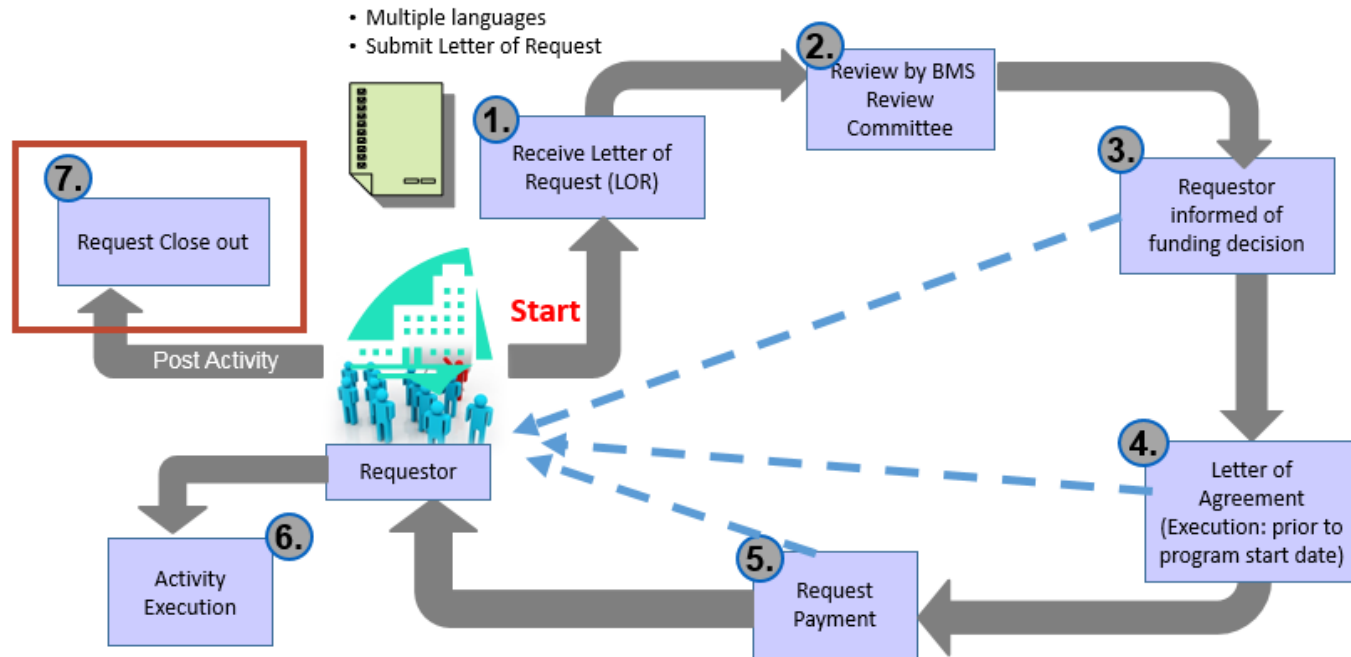 • Multiple languages
• Submit Letter of Request
1.
Receive Letter of
Request (LOR)
2.
Review by BMS
Review
Committee
3.
Requestor
informed of
funding decision
4.
Letter of
Agreement
(Execution: prior to
program start date)
5.
Request
Payment
Start
Requestor
6.
Activity
Execution
Post Activity
7.
Request Close out